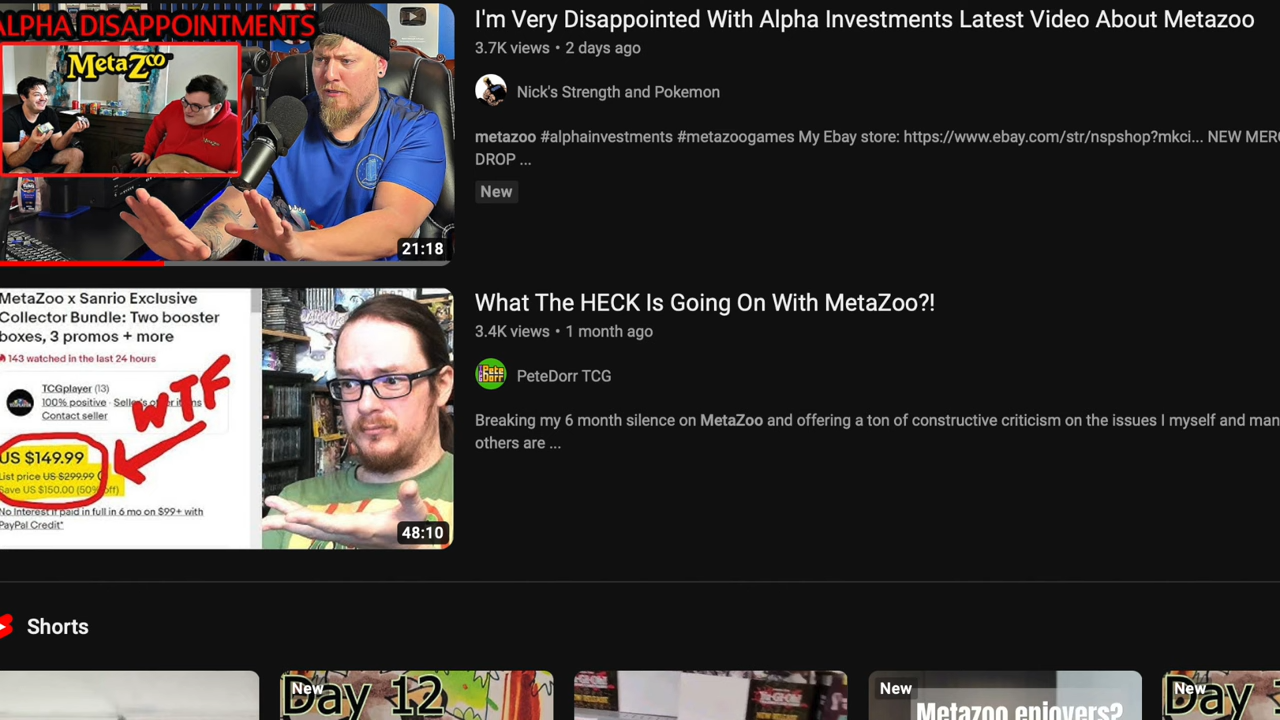 ALPHA DISAPPOINTMENTS
MetaZoo
21:18
I'm Very Disappointed With Alpha Investments Latest Video About Metazoo
3.7K views • 2 days ago
Nick's Strength and Pokemon
metazoo #alphainvestments #metazoogames My Ebay store: https://www.ebay.com/str/nspshop?mkci... NEW MERC
DROP ...
New
MetaZoo x Sanrio Exclusive
Collector Bundle: Two booster
boxes, 3 promos + more
143 watched in the last 24 hours
TCGplayer (13)
100% positive · Seller's other items
Contact seller
WTF
US $149.99
List price US $299.99
Save US $150.00 (50% off)
No Interest if paid in full in 6 mo on $99+ with
PayPal Credit*
48:10
What The HECK Is Going On With MetaZoo?!
3.4K views • 1 month ago
PeteDorr TCG
Breaking my 6 month silence on MetaZoo and offering a ton of constructive criticism on the issues I myself and man
others are ...
Shorts
New
Day 12
New
Metazoo enjoyers?
New
Day